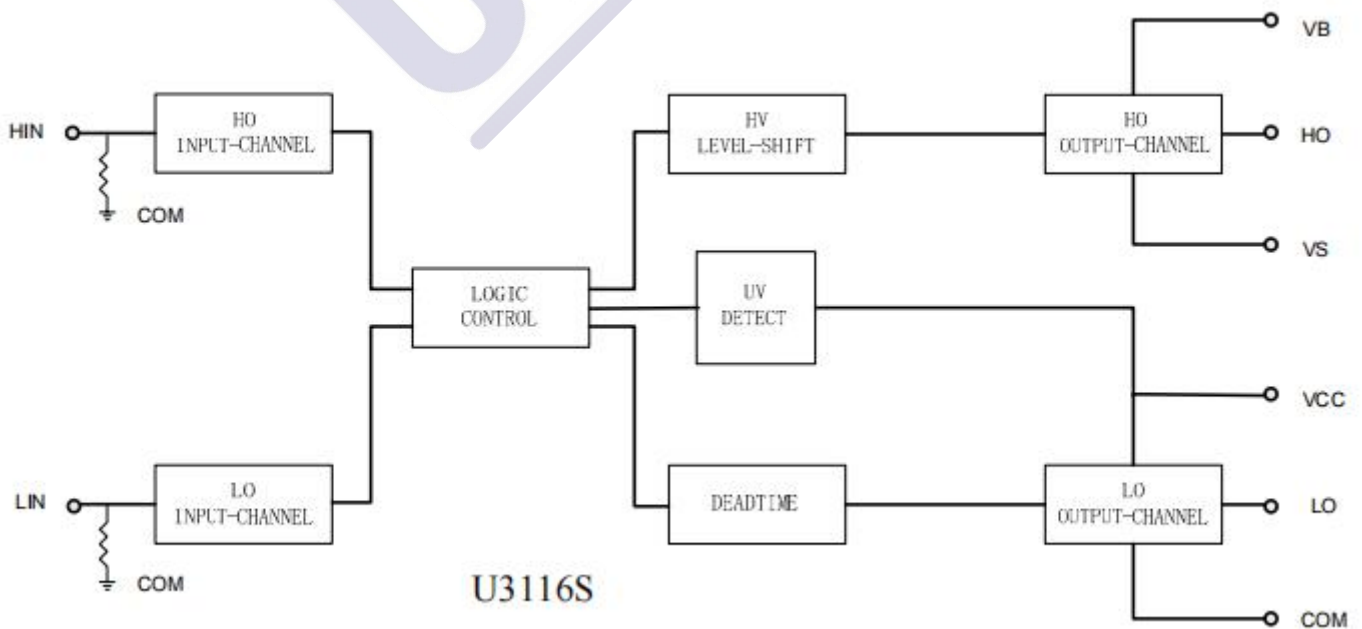 VB
HIN
HO
INPUT-CHANNEL
HV
LEVEL-SHIFT
HO
OUTPUT-CHANNEL
HO
COM
VS
LOGIC
CONTROL
UV
DETECT
VCC
LIN
LO
INPUT-CHANNEL
DEADTIME
LO
OUTPUT-CHANNEL
LO
COM
U3116S
COM